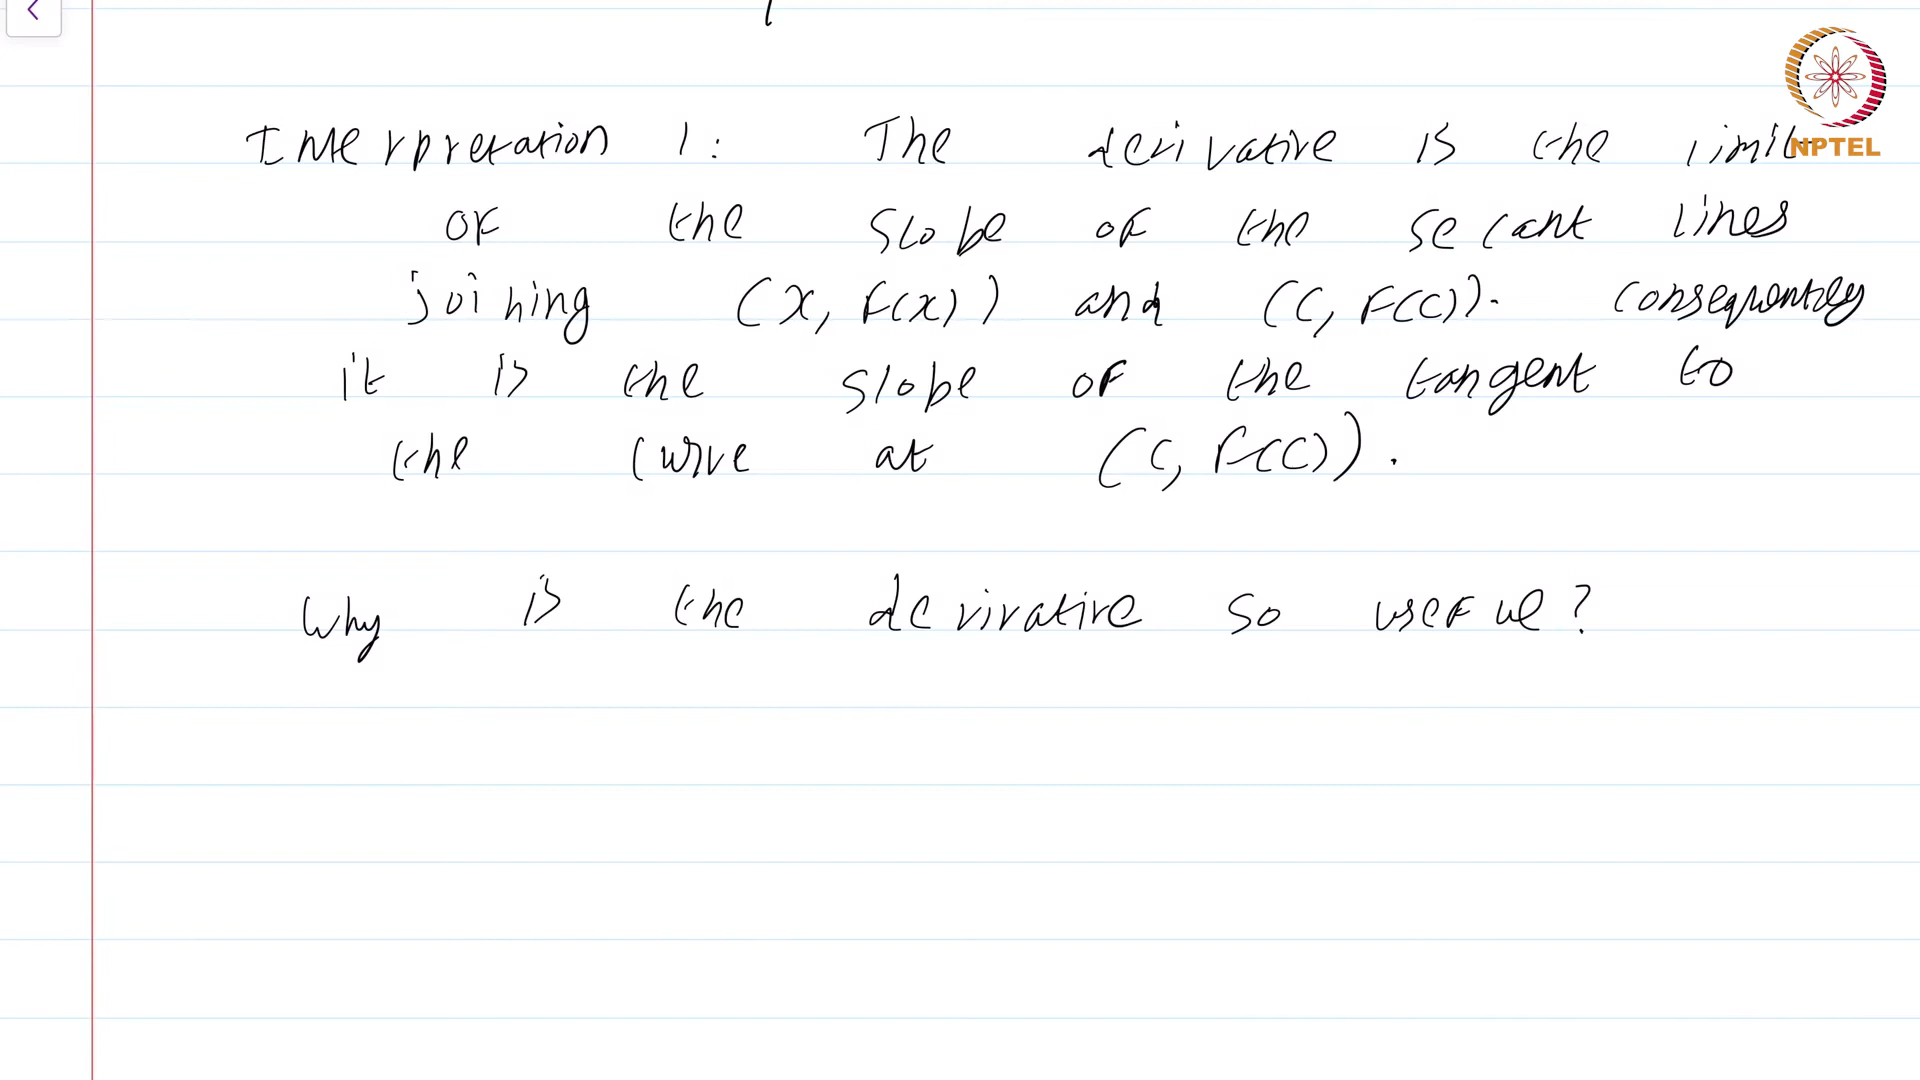 Interpretation 1: The derivative is the limit
NPTEL
of the slope of the secant lines
joining (x, F(x)) and (c, F(c)). Consequently
it is the slope of the tangent to
the curve at (c, F(c)).
Why is the derivative so useful?